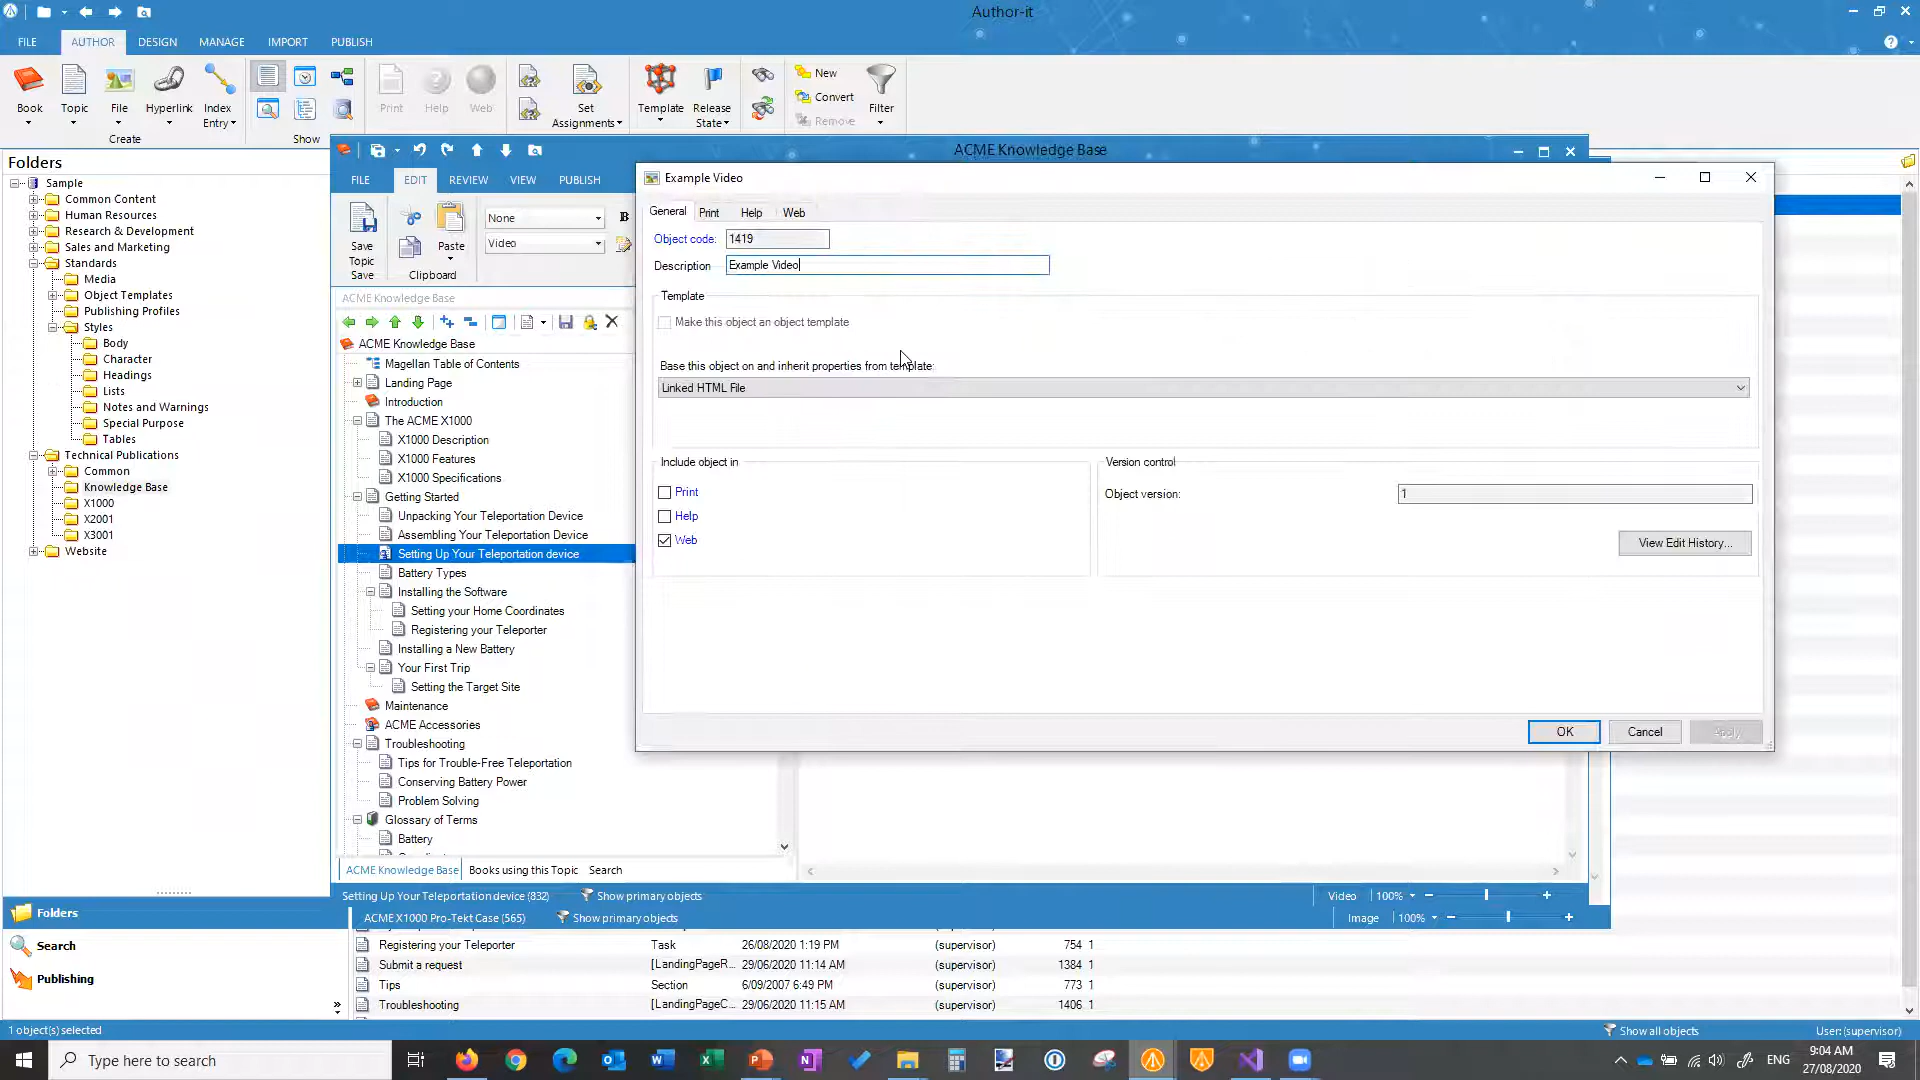 Author-it
FILE AUTHOR DESIGN MANAGE IMPORT PUBLISH
Book Topic File Hyperlink Index Entry
Create
Show
Print Help Web
Set Assignments
Template Release State
New
Convert
Remove
Filter
Folders
Sample
Common Content
Human Resources
Research & Development
Sales and Marketing
Standards
Media
Object Templates
Publishing Profiles
Styles
Body
Character
Headings
Lists
Notes and Warnings
Special Purpose
Tables
Technical Publications
Common
Knowledge Base
X1000
X2001
X3001
Website
Folders
Search
Publishing
ACME Knowledge Base
FILE EDIT REVIEW VIEW PUBLISH
Save Topic
Save
Paste
Clipboard
None
Video
B
ACME Knowledge Base
ACME Knowledge Base
Magellan Table of Contents
Landing Page
Introduction
The ACME X1000
X1000 Description
X1000 Features
X1000 Specifications
Getting Started
Unpacking Your Teleportation Device
Assembling Your Teleportation Device
Setting Up Your Teleportation device
Battery Types
Installing the Software
Setting your Home Coordinates
Registering your Teleporter
Installing a New Battery
Your First Trip
Setting the Target Site
Maintenance
ACME Accessories
Troubleshooting
Tips for Trouble-Free Teleportation
Conserving Battery Power
Problem Solving
Glossary of Terms
Battery
ACME Knowledge Base Books using this Topic Search
Setting Up Your Teleportation device (832) Show primary objects Video 100%
ACME X1000 Pro-Tekt Case (565) Show primary objects Image 100%
Example Video
General Print Help Web
Object code: 1419
Description Example Video
Template
Make this object an object template
Base this object on and inherit properties from template:
Linked HTML File
Include object in
Print
Help
Web
Version control
Object version: 1
View Edit History...
OK Cancel Apply
Registering your Teleporter Task 26/08/2020 1:19 PM (supervisor) 754 1
Submit a request [LandingPageR... 29/06/2020 11:14 AM (supervisor) 1384 1
Tips Section 6/09/2007 6:49 PM (supervisor) 773 1
Troubleshooting [LandingPageC... 29/06/2020 11:15 AM (supervisor) 1406 1
1 object(s) selected Show all objects User: (supervisor)
Type here to search
ENG
9:04 AM
27/08/2020